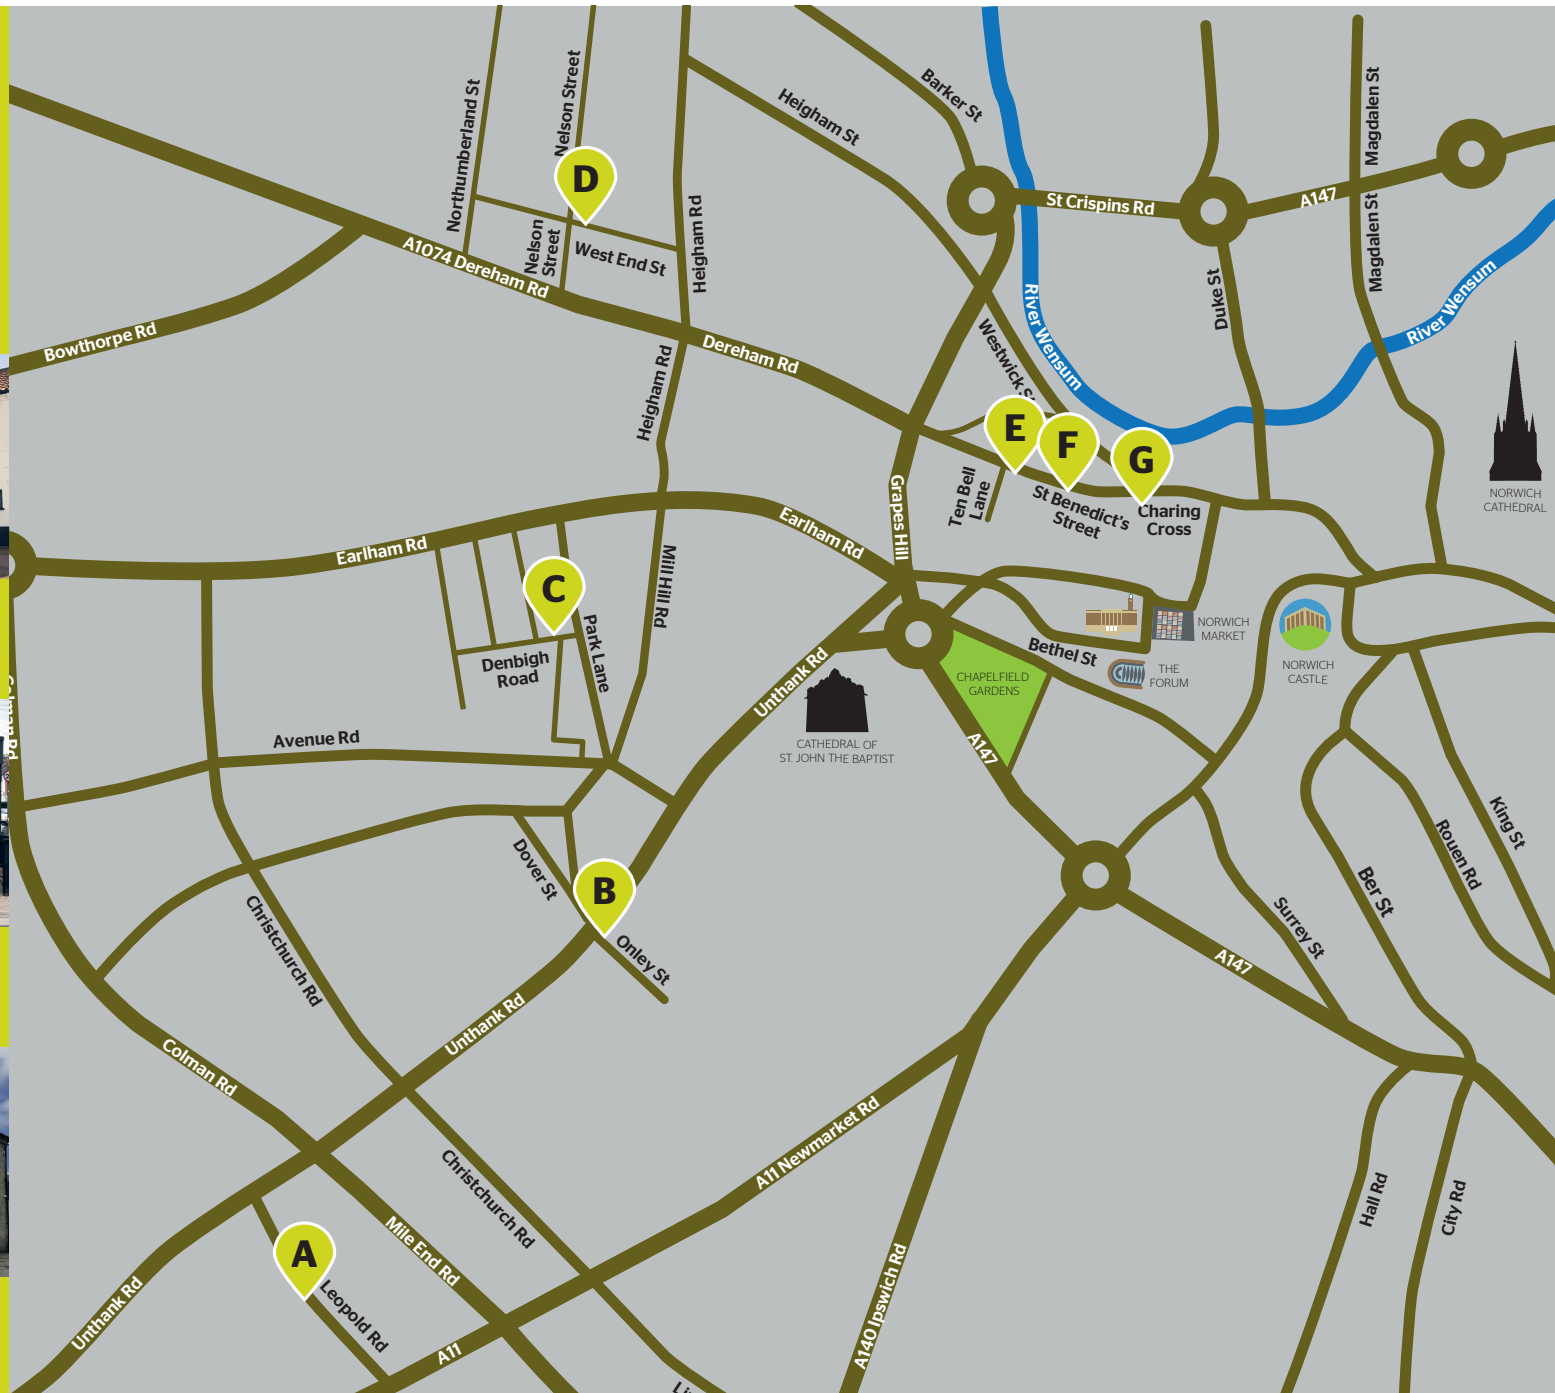 Barker St
Heigham St
Magdalen St
Nelson Street
Northumberland St
D
St Crispins Rd
A147
Magdalen St
Heigham Rd
Nelson
Street
West End St
A1074 Dereham Rd
Duke St
River Wensum
River Wensum
Bowthorpe Rd
Westwick St
Dereham Rd
Heigham Rd
E
F
G
Grapes Hill
Ten Bell
Lane
St Benedict's
Street
Charing
Cross
NORWICH
CATHEDRAL
Earlham Rd
Earlham Rd
Mill Hill Rd
C
Park Lane
Denbigh
Road
Unthank Rd
Bethel St
NORWICH
MARKET
THE
FORUM
NORWICH
CASTLE
CHAPELFIELD
GARDENS
Colman Rd
Avenue Rd
CATHEDRAL OF
ST. JOHN THE BAPTIST
A147
King St
Rouen Rd
Ber St
Dover St
B
Christchurch Rd
Onley St
Surrey St
A147
Unthank Rd
Colman Rd
A11 Newmarket Rd
Christchurch Rd
Hall Rd
City Rd
A
Mile End Rd
Leopold Rd
Unthank Rd
A11
A140 Ipswich Rd